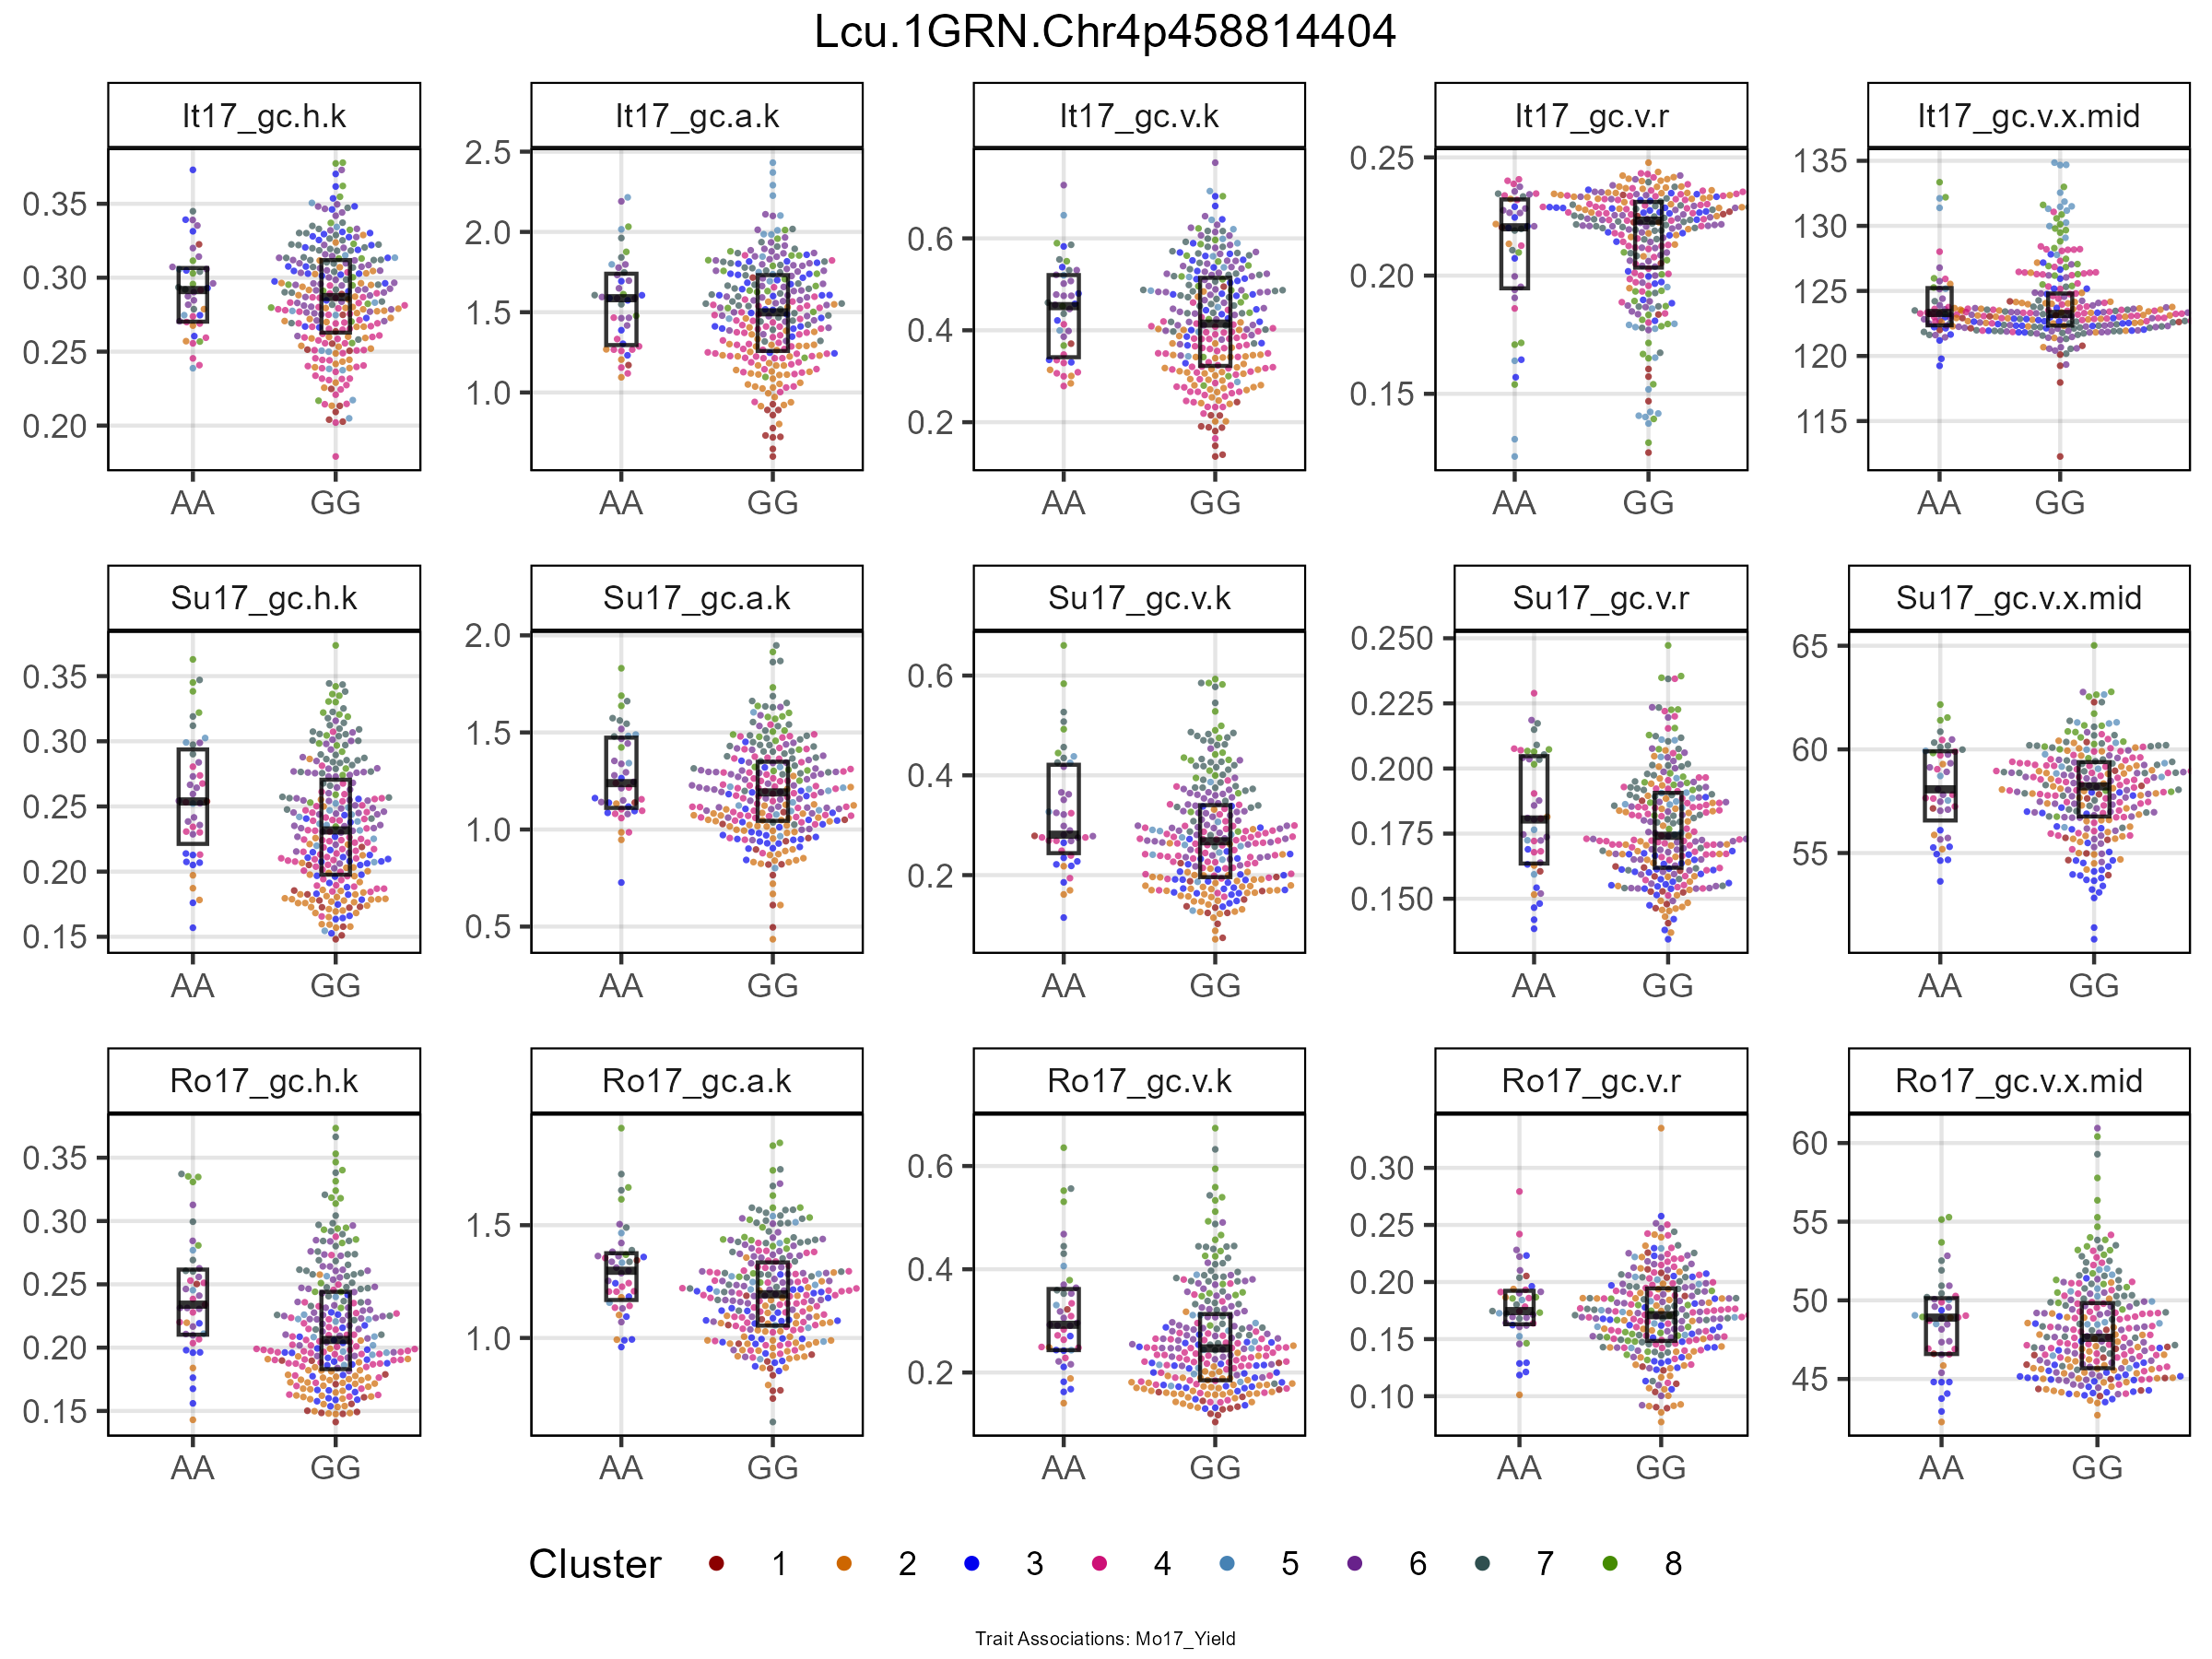 Lcu.1GRN.Chr4p458814404
It17_gc.h.k It17_gc.a.k It17_gc.v.k It17_gc.v.r It17_gc.v.x.mid
0.35 0.30 0.25 0.20
2.5 2.0 1.5 1.0
0.6 0.4 0.2
0.25 0.20 0.15
135 130 125 120 115
AA GG AA GG AA GG AA GG AA GG
Su17_gc.h.k Su17_gc.a.k Su17_gc.v.k Su17_gc.v.r Su17_gc.v.x.mid
0.35 0.30 0.25 0.20 0.15
2.0 1.5 1.0 0.5
0.6 0.4 0.2
0.250 0.225 0.200 0.175 0.150
65 60 55
AA GG AA GG AA GG AA GG AA GG
Ro17_gc.h.k Ro17_gc.a.k Ro17_gc.v.k Ro17_gc.v.r Ro17_gc.v.x.mid
0.35 0.30 0.25 0.20 0.15
1.5 1.0
0.6 0.4 0.2
0.30 0.25 0.20 0.15 0.10
60 55 50 45
AA GG AA GG AA GG AA GG AA GG
Cluster 1 2 3 4 5 6 7 8
Trait Associations: Mo17_Yield